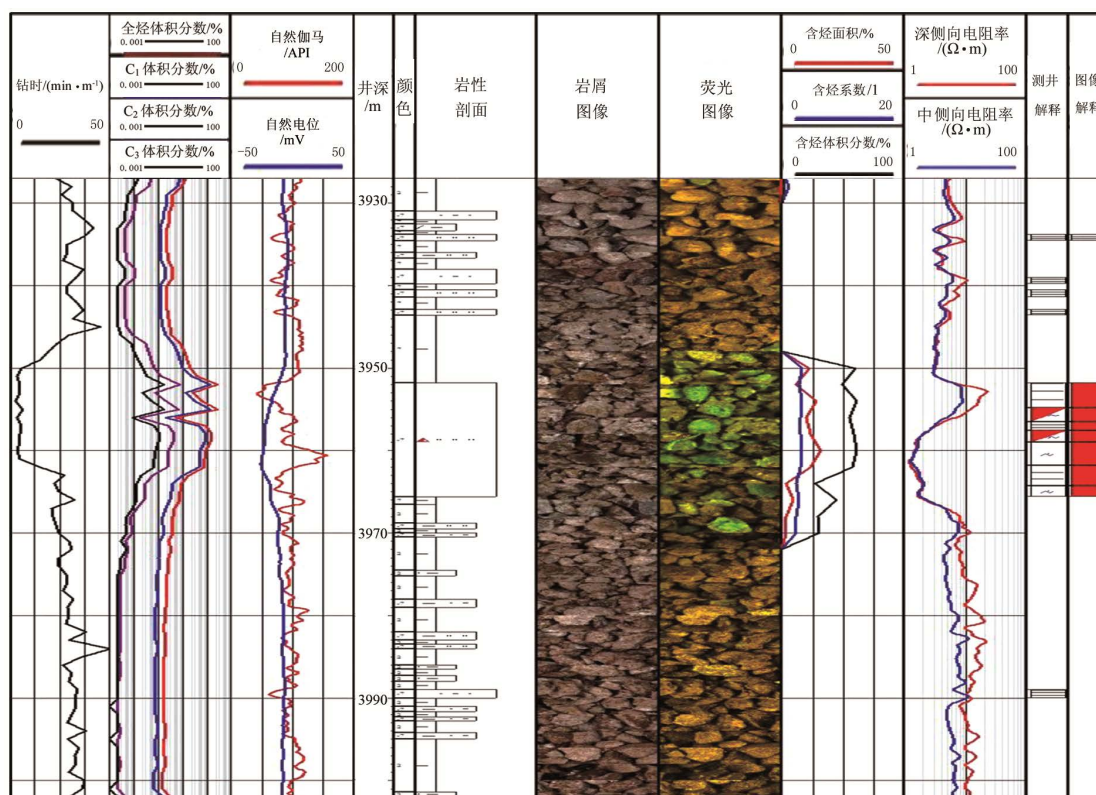 钻时/(min·m⁻¹)
0 50
全烃体积分数/%
0.001 100
C₁ 体积分数/%
0.001 100
C₂ 体积分数/%
0.001 100
C₃ 体积分数/%
0.001 100
自然伽马
/API
0 200
自然电位
/mV
-50 50
井深
/m
颜
色
岩性
剖面
岩屑
图像
荧光
图像
含烃面积/%
0 50
含烃系数/1
0 20
含烃体积分数/%
0 100
深侧向电阻率
/(Ω·m)
1 100
中侧向电阻率
/(Ω·m)
1 100
测井
解释
图像
解释
3930
3950
3970
3990